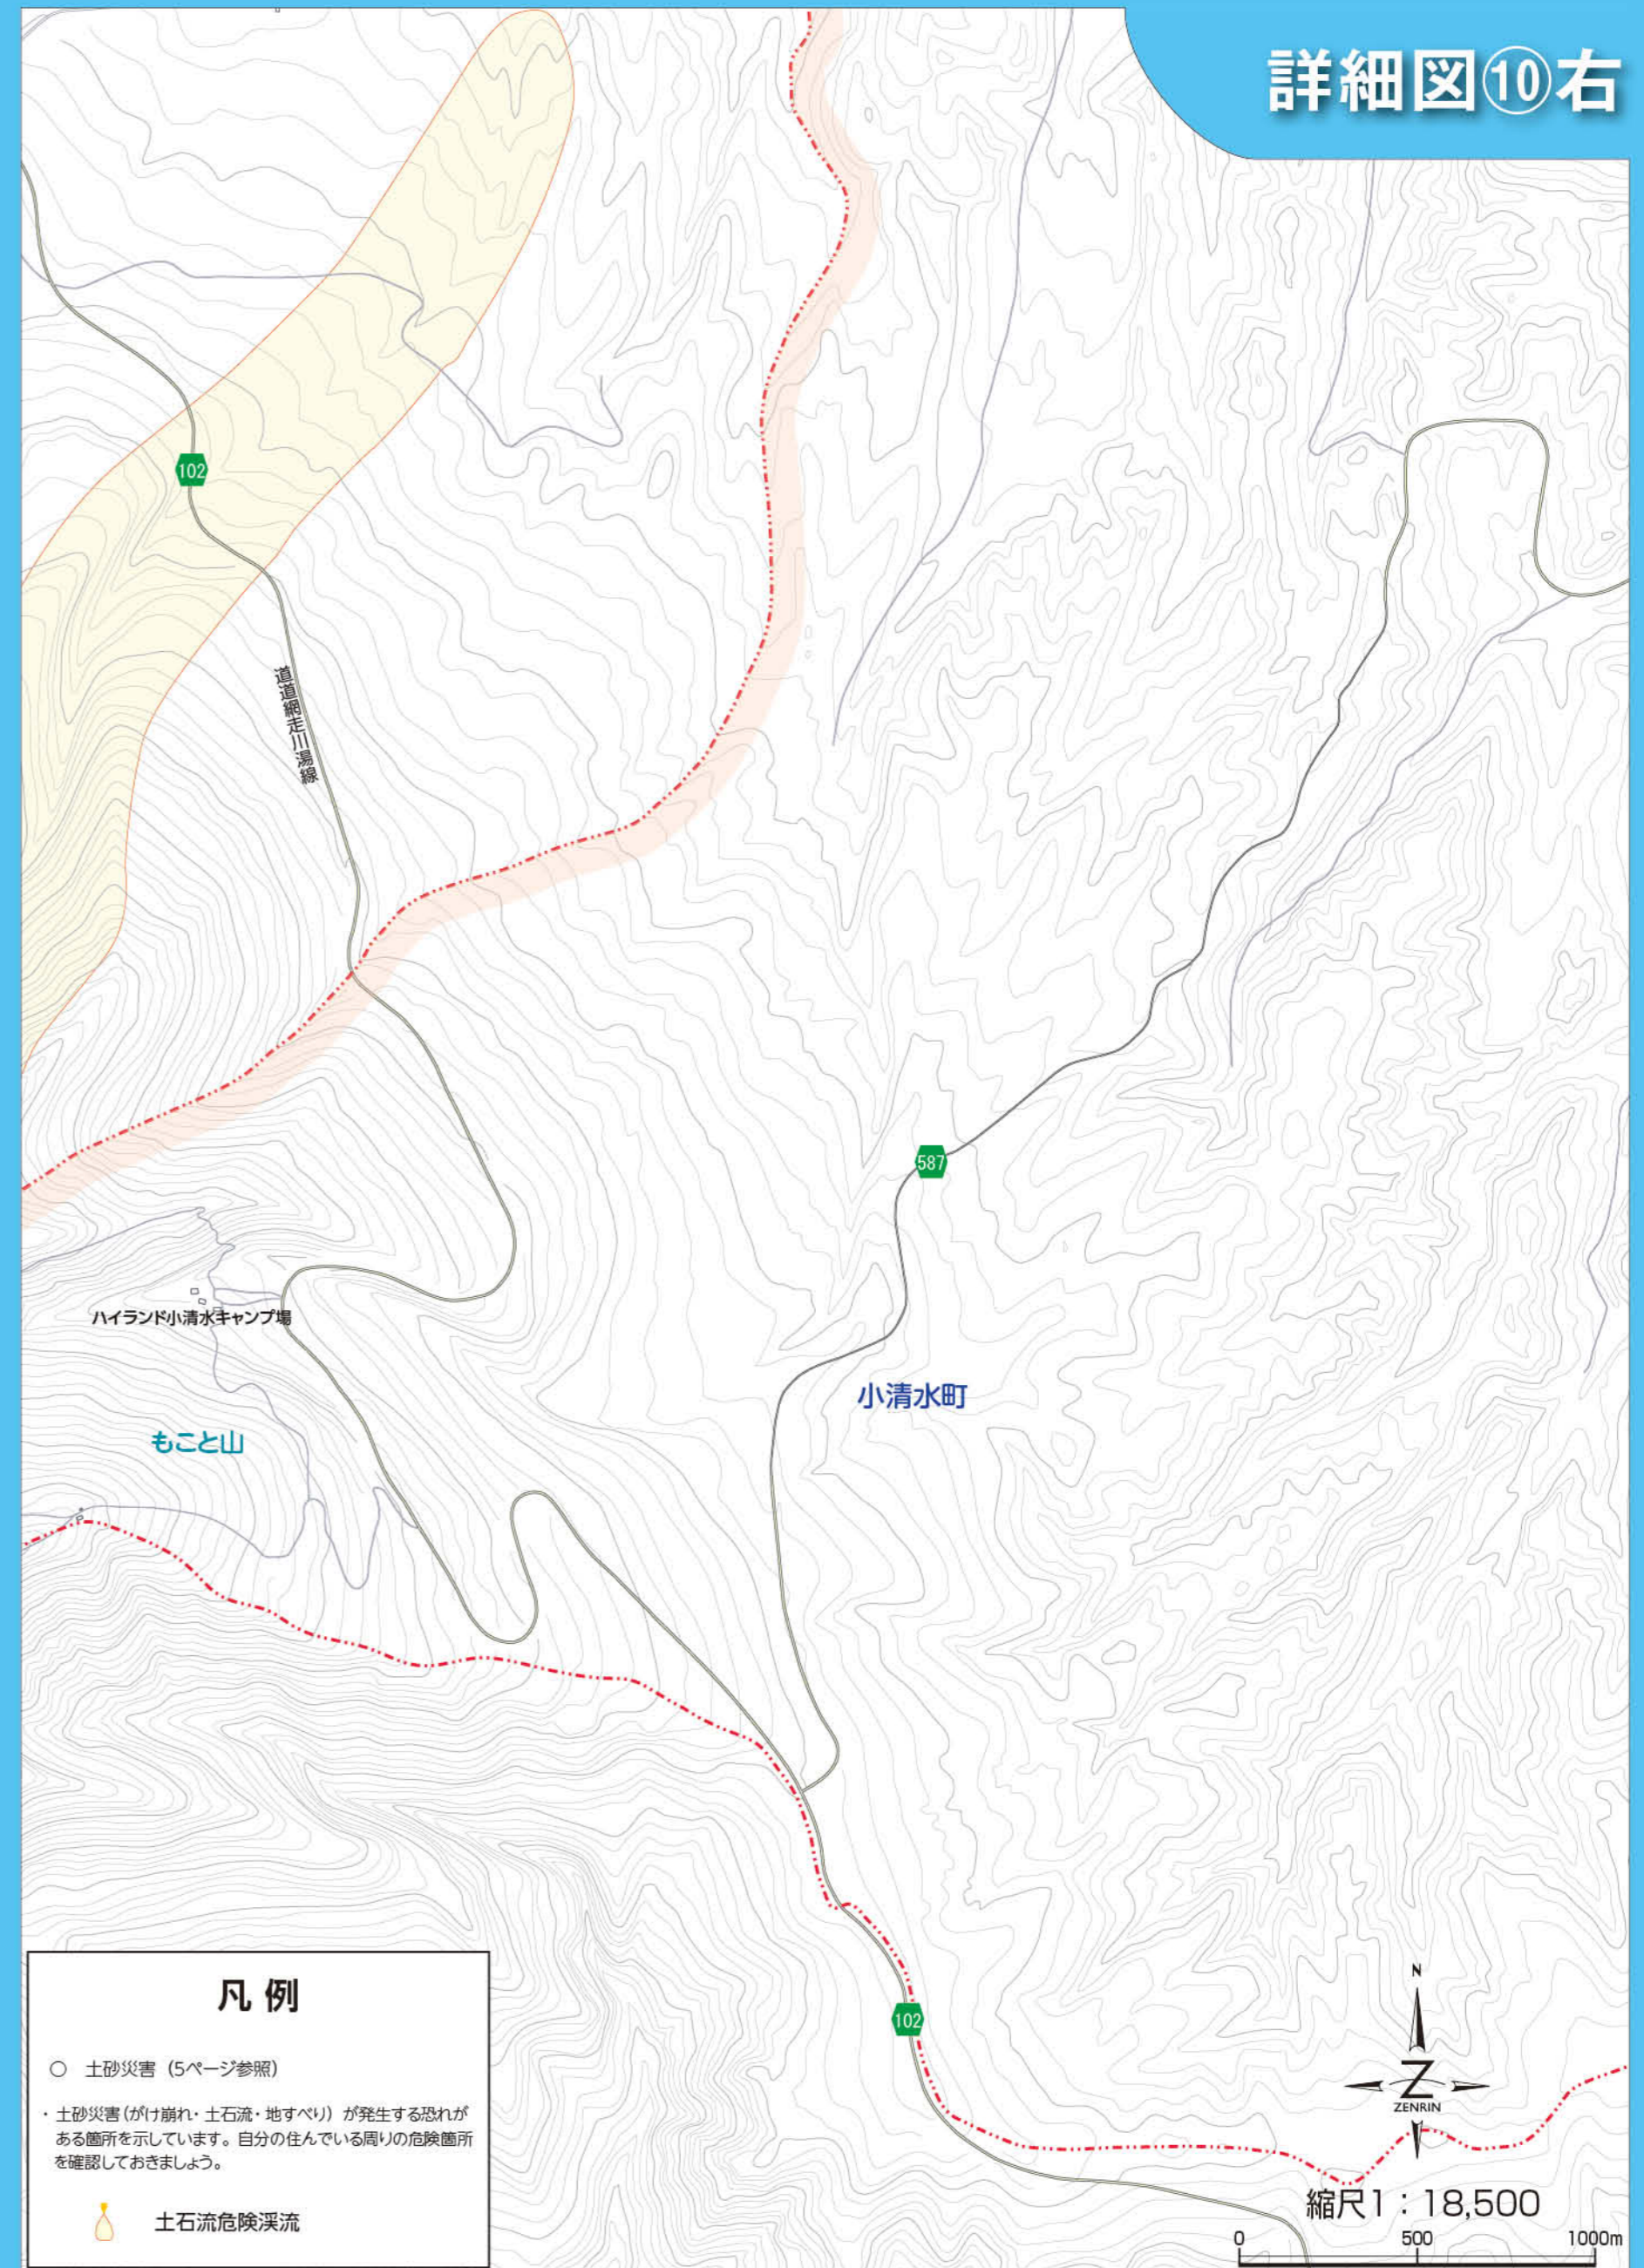 詳細図⑩右
102
道道網走川湯線
587
ハイランド小清水キャンプ場
小清水町
もこと山
102
凡例
○ 土砂災害（5ページ参照）
・土砂災害（がけ崩れ・土石流・地すべり）が発生する恐れが
ある箇所を示しています。自分の住んでいる周りの危険箇所
を確認しておきましょう。
土石流危険渓流
N
Z
ZENRIN
縮尺1：18,500
0 500 1000m